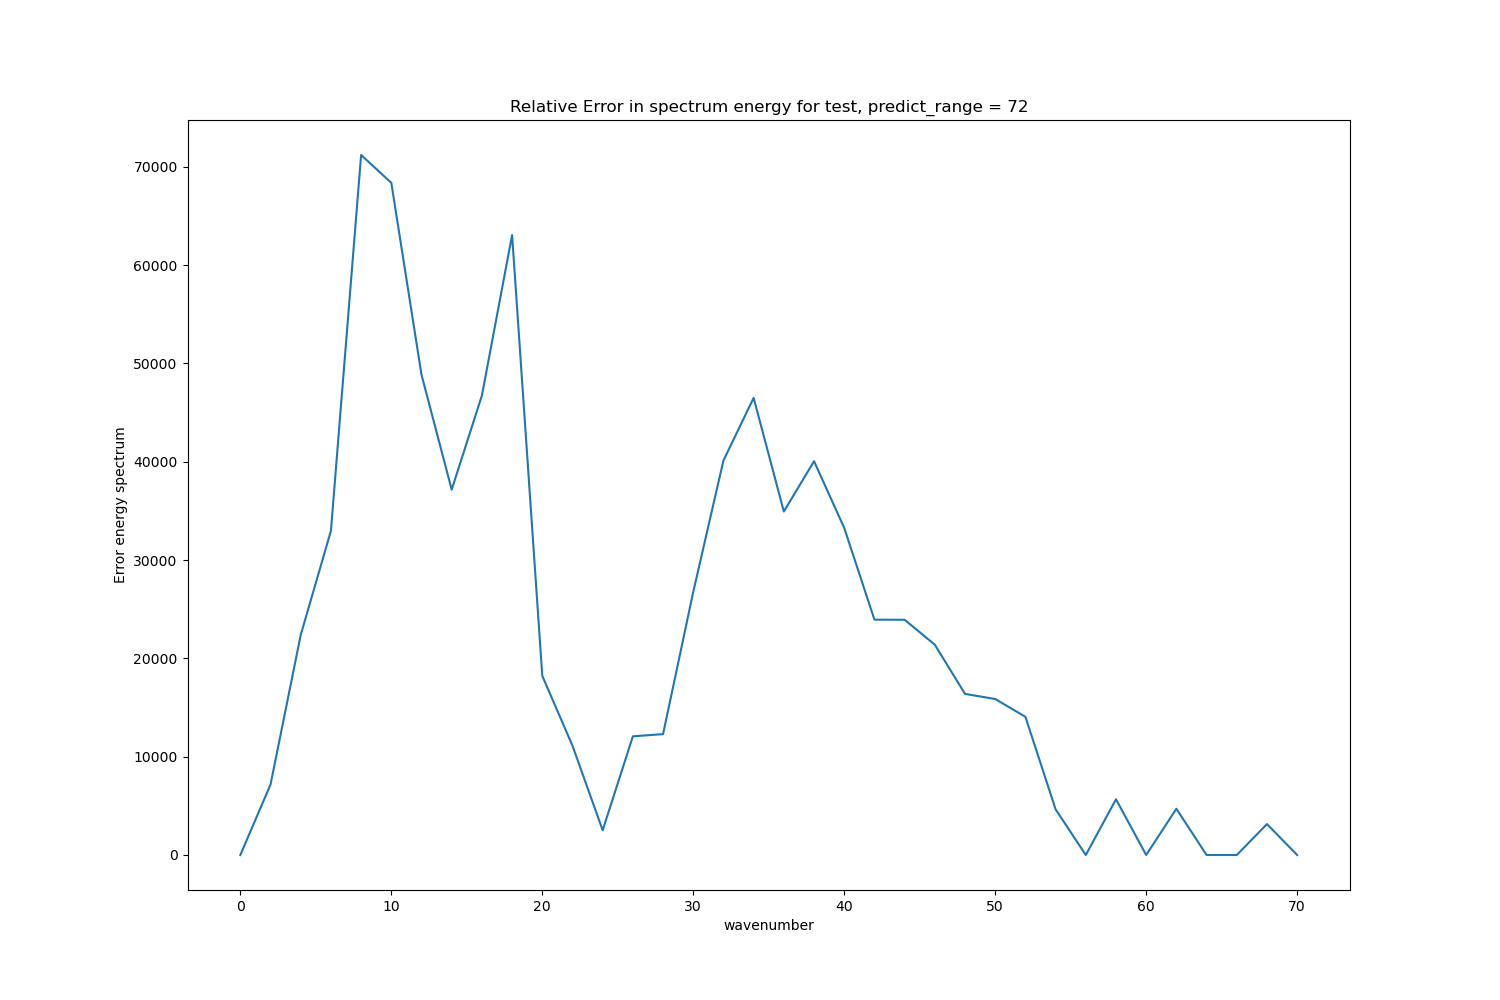 Relative Error in spectrum energy for test, predict_range = 72
70000
60000
50000
40000
30000
20000
10000
0
Error energy spectrum
0 10 20 30 40 50 60 70
wavenumber